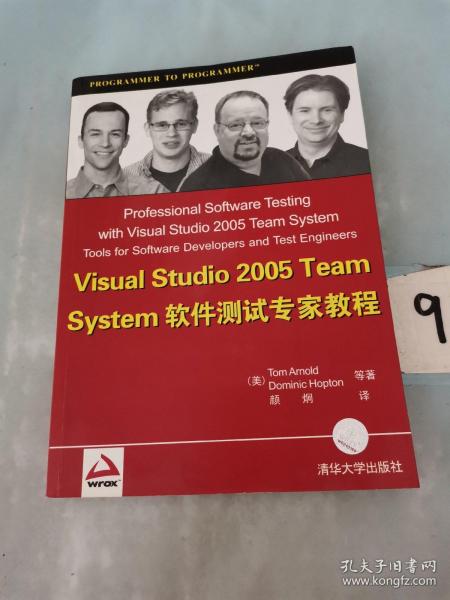 PROGRAMMER TO PROGRAMMER™
Professional Software Testing
with Visual Studio 2005 Team System
Tools for Software Developers and Test Engineers
Visual Studio 2005 Team
System 软件测试专家教程
(美) Tom Arnold
Dominic Hopton 等著
颜炯 译
wrox™
清华大学出版社
9
孔夫子旧书网
www.kongfz.com